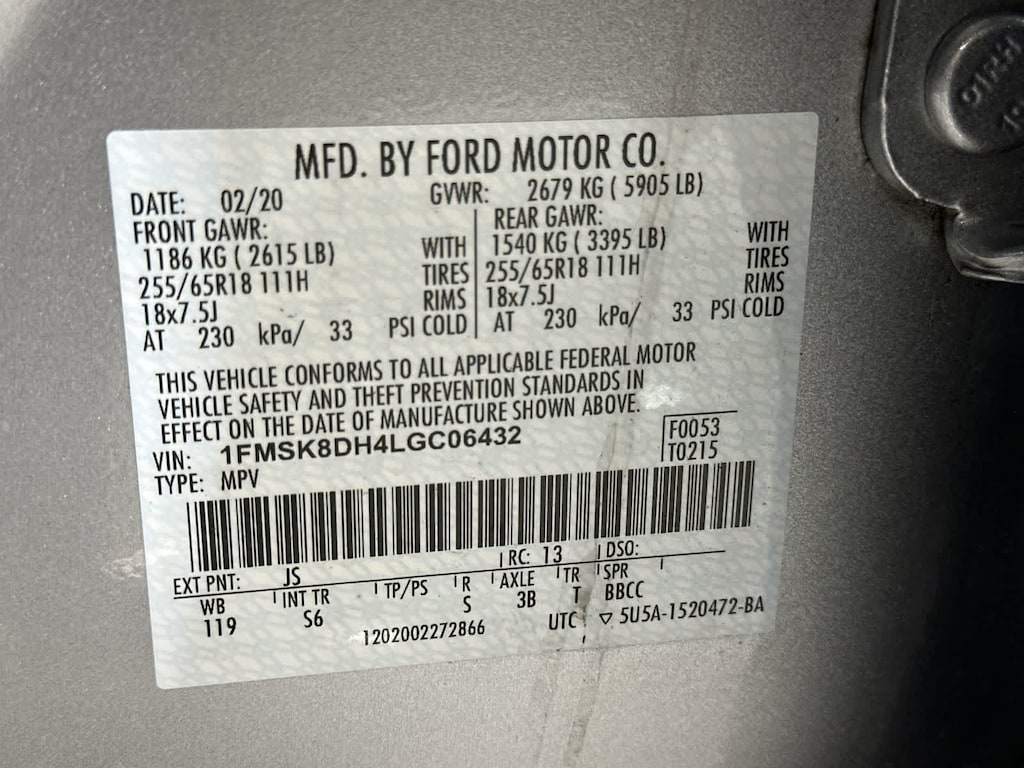 MFD. BY FORD MOTOR CO.
DATE: 02/20 GVWR: 2679 KG ( 5905 LB)
FRONT GAWR: REAR GAWR:
1186 KG ( 2615 LB) WITH 1540 KG ( 3395 LB) WITH
255/65R18 111H TIRES 255/65R18 111H TIRES
18x7.5J RIMS 18x7.5J RIMS
AT 230 kPa/ 33 PSI COLD AT 230 kPa/ 33 PSI COLD
THIS VEHICLE CONFORMS TO ALL APPLICABLE FEDERAL MOTOR
VEHICLE SAFETY AND THEFT PREVENTION STANDARDS IN
EFFECT ON THE DATE OF MANUFACTURE SHOWN ABOVE.
VIN: 1FMSK8DH4LGC06432 F0053
TYPE: MPV T0215
EXT PNT: JS RC: 13 DSO:
WB INT TR TP/PS R AXLE TR SPR
119 S6 S 3B T BBCC
1202002272866 UTC ▽ 5U5A-1520472-BA